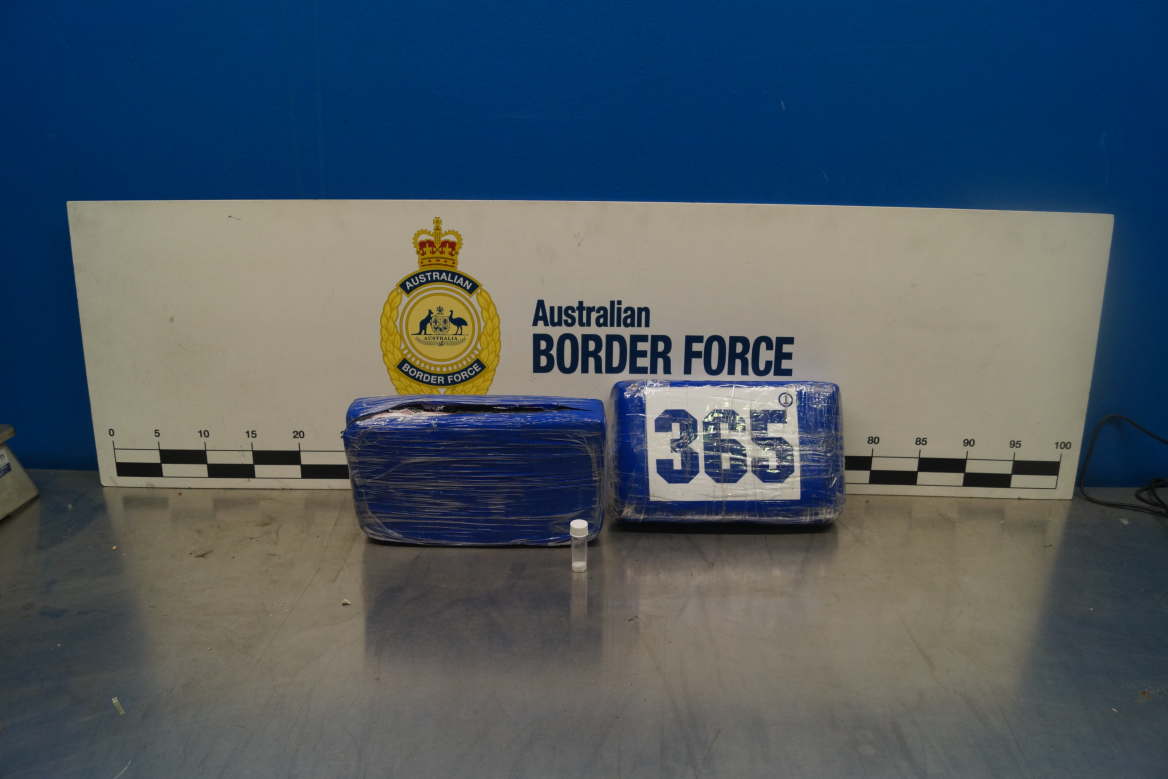 AUSTRALIAN
AUSTRALIA
BORDER FORCE
Australian
BORDER FORCE
365
0 5 10 15 20 80 85 90 95 100